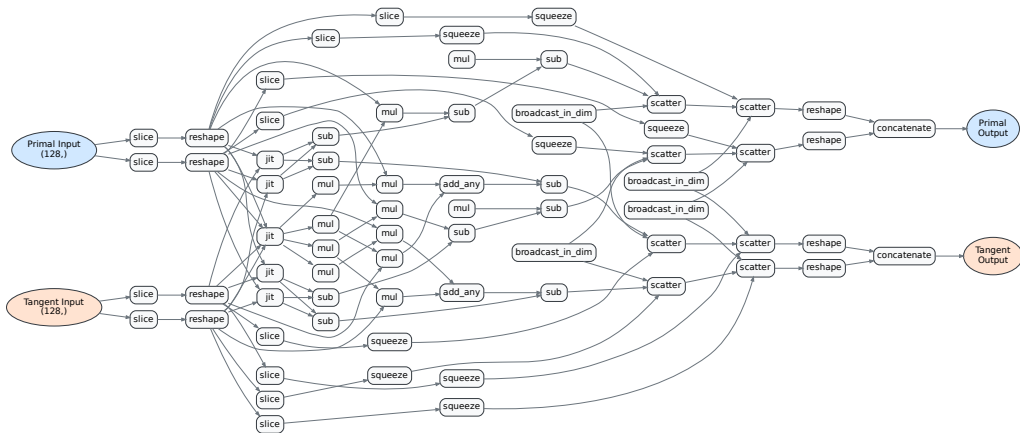 slice
squeeze
slice
squeeze
mul
sub
slice
scatter
scatter
reshape
mul
sub
broadcast_in_dim
slice
squeeze
concatenate
Primal Output
Primal Input
(128,)
slice
reshape
sub
squeeze
reshape
slice
reshape
jit
sub
scatter
scatter
jit
mul
mul
add_any
sub
broadcast_in_dim
mul
mul
sub
broadcast_in_dim
mul
jit
mul
mul
sub
mul
mul
broadcast_in_dim
scatter
scatter
reshape
concatenate
Tangent
Output
jit
mul
scatter
reshape
slice
reshape
jit
sub
mul
add_any
sub
scatter
Tangent Input
(128,)
slice
reshape
sub
slice
squeeze
slice
squeeze
squeeze
slice
squeeze
slice